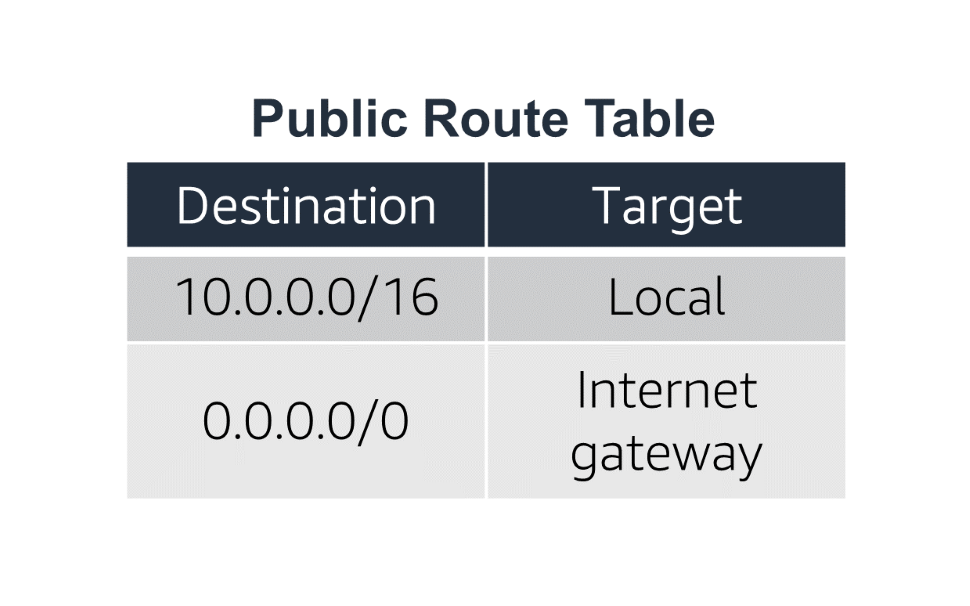 Public Route Table
Destination Target
10.0.0.0/16 Local
0.0.0.0/0 Internet
gateway